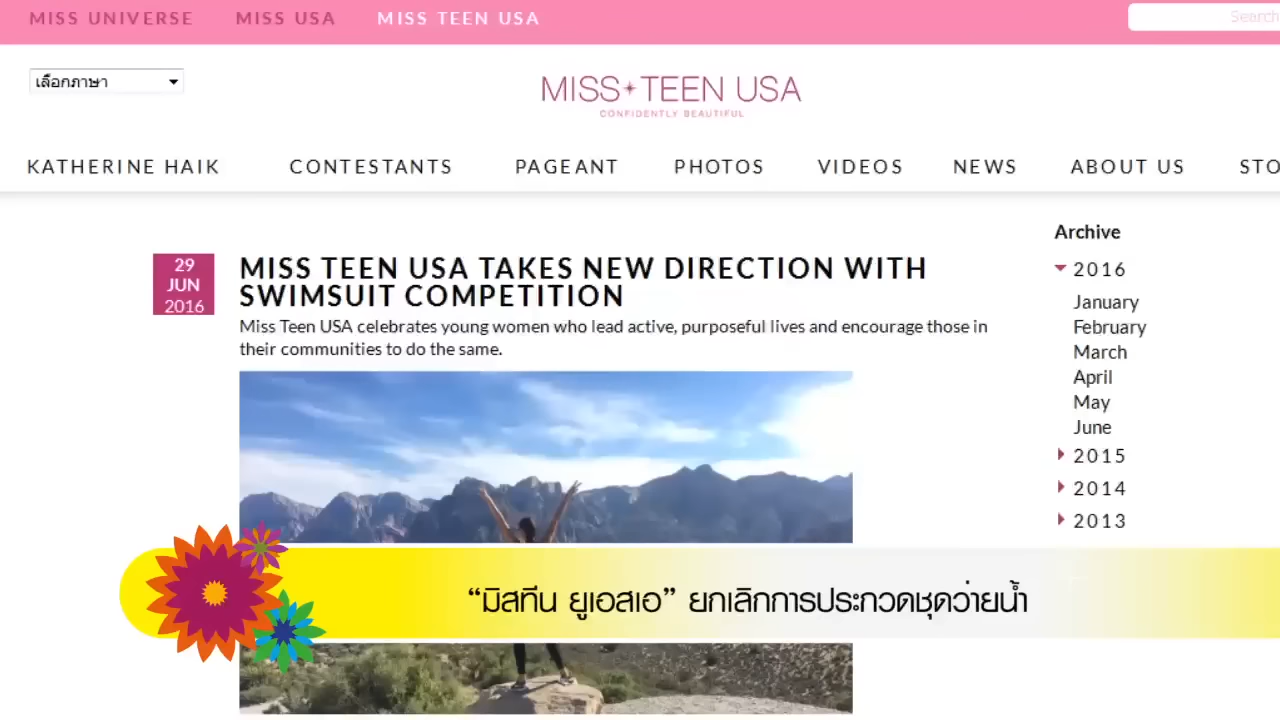 MISS UNIVERSE MISS USA MISS TEEN USA Search
เลือกภาษา
MISS TEEN USA
CONFIDENTLY BEAUTIFUL
KATHERINE HAIK CONTESTANTS PAGEANT PHOTOS VIDEOS NEWS ABOUT US STO
29
JUN
2016
MISS TEEN USA TAKES NEW DIRECTION WITH
SWIMSUIT COMPETITION
Miss Teen USA celebrates young women who lead active, purposeful lives and encourage those in
their communities to do the same.
Archive
2016
January
February
March
April
May
June
2015
2014
2013
“มิสทีน ยูเอสเอ” ยกเลิกการประกวดชุดว่ายน้ำ